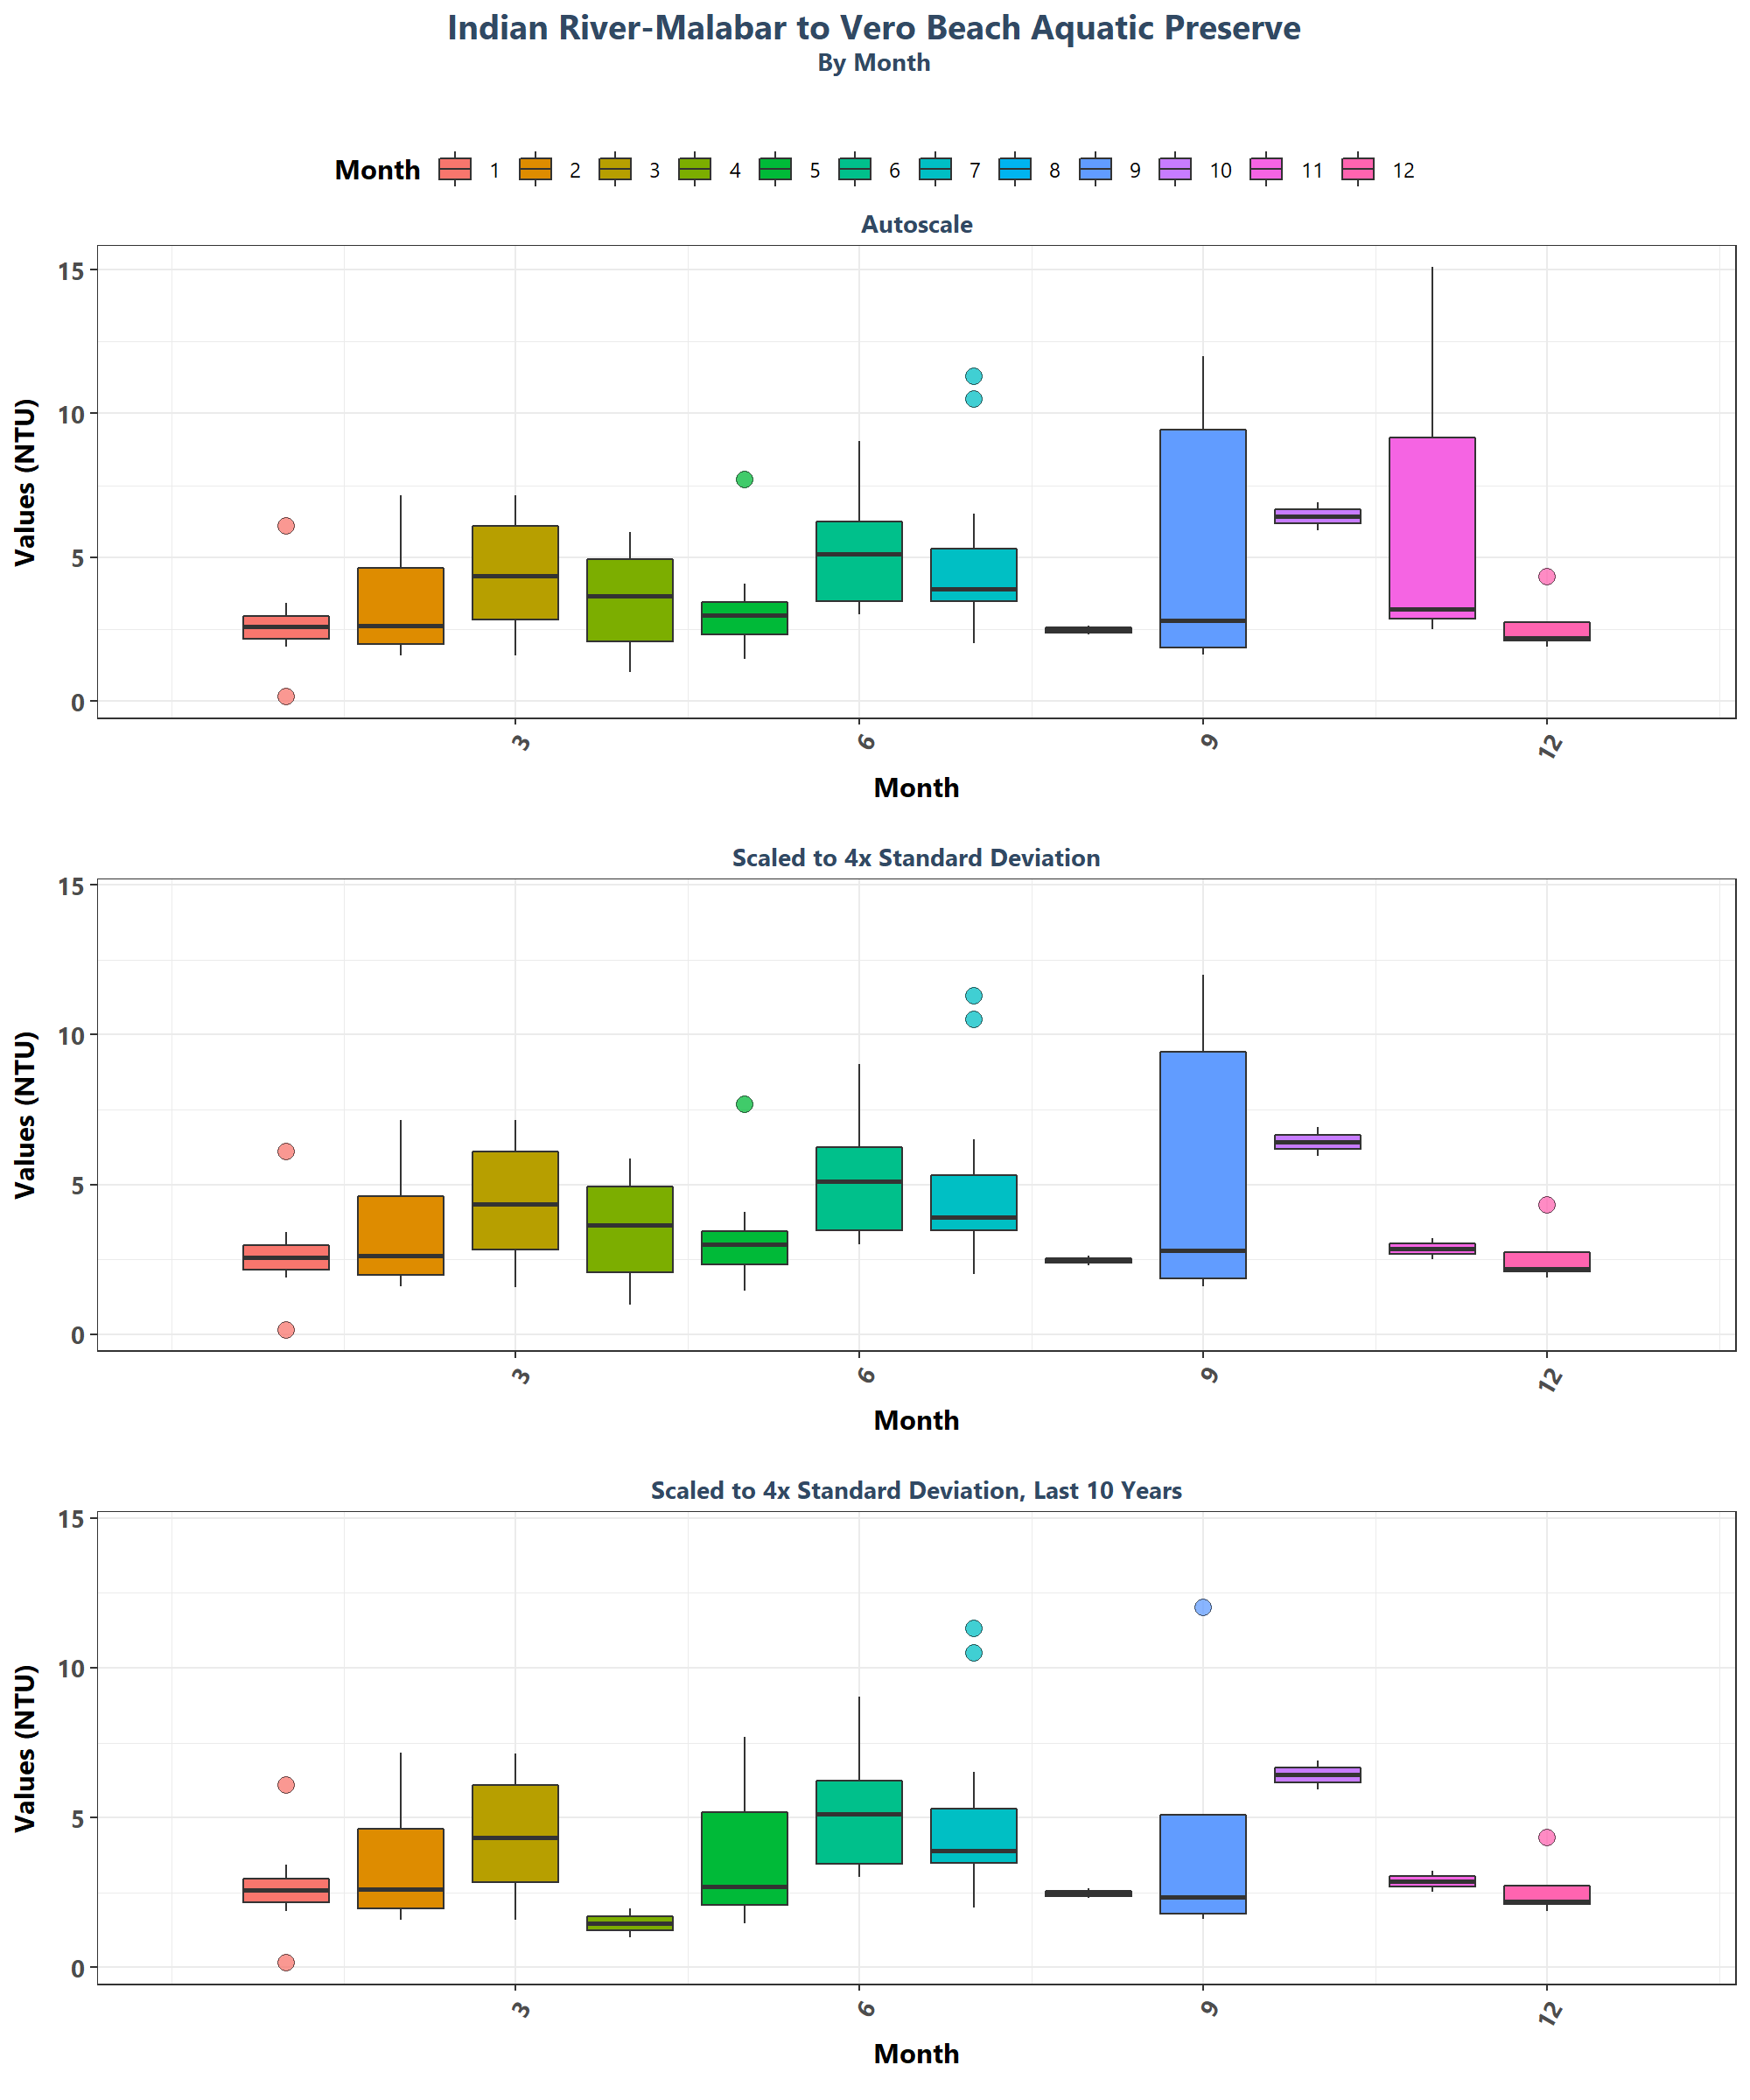 Indian River-Malabar to Vero Beach Aquatic Preserve
By Month
Month 1 2 3 4 5 6 7 8 9 10 11 12
Autoscale
Values (NTU)
15
10
5
0
3 6 9 12
Month
Scaled to 4x Standard Deviation
Values (NTU)
15
10
5
0
3 6 9 12
Month
Scaled to 4x Standard Deviation, Last 10 Years
Values (NTU)
15
10
5
0
3 6 9 12
Month